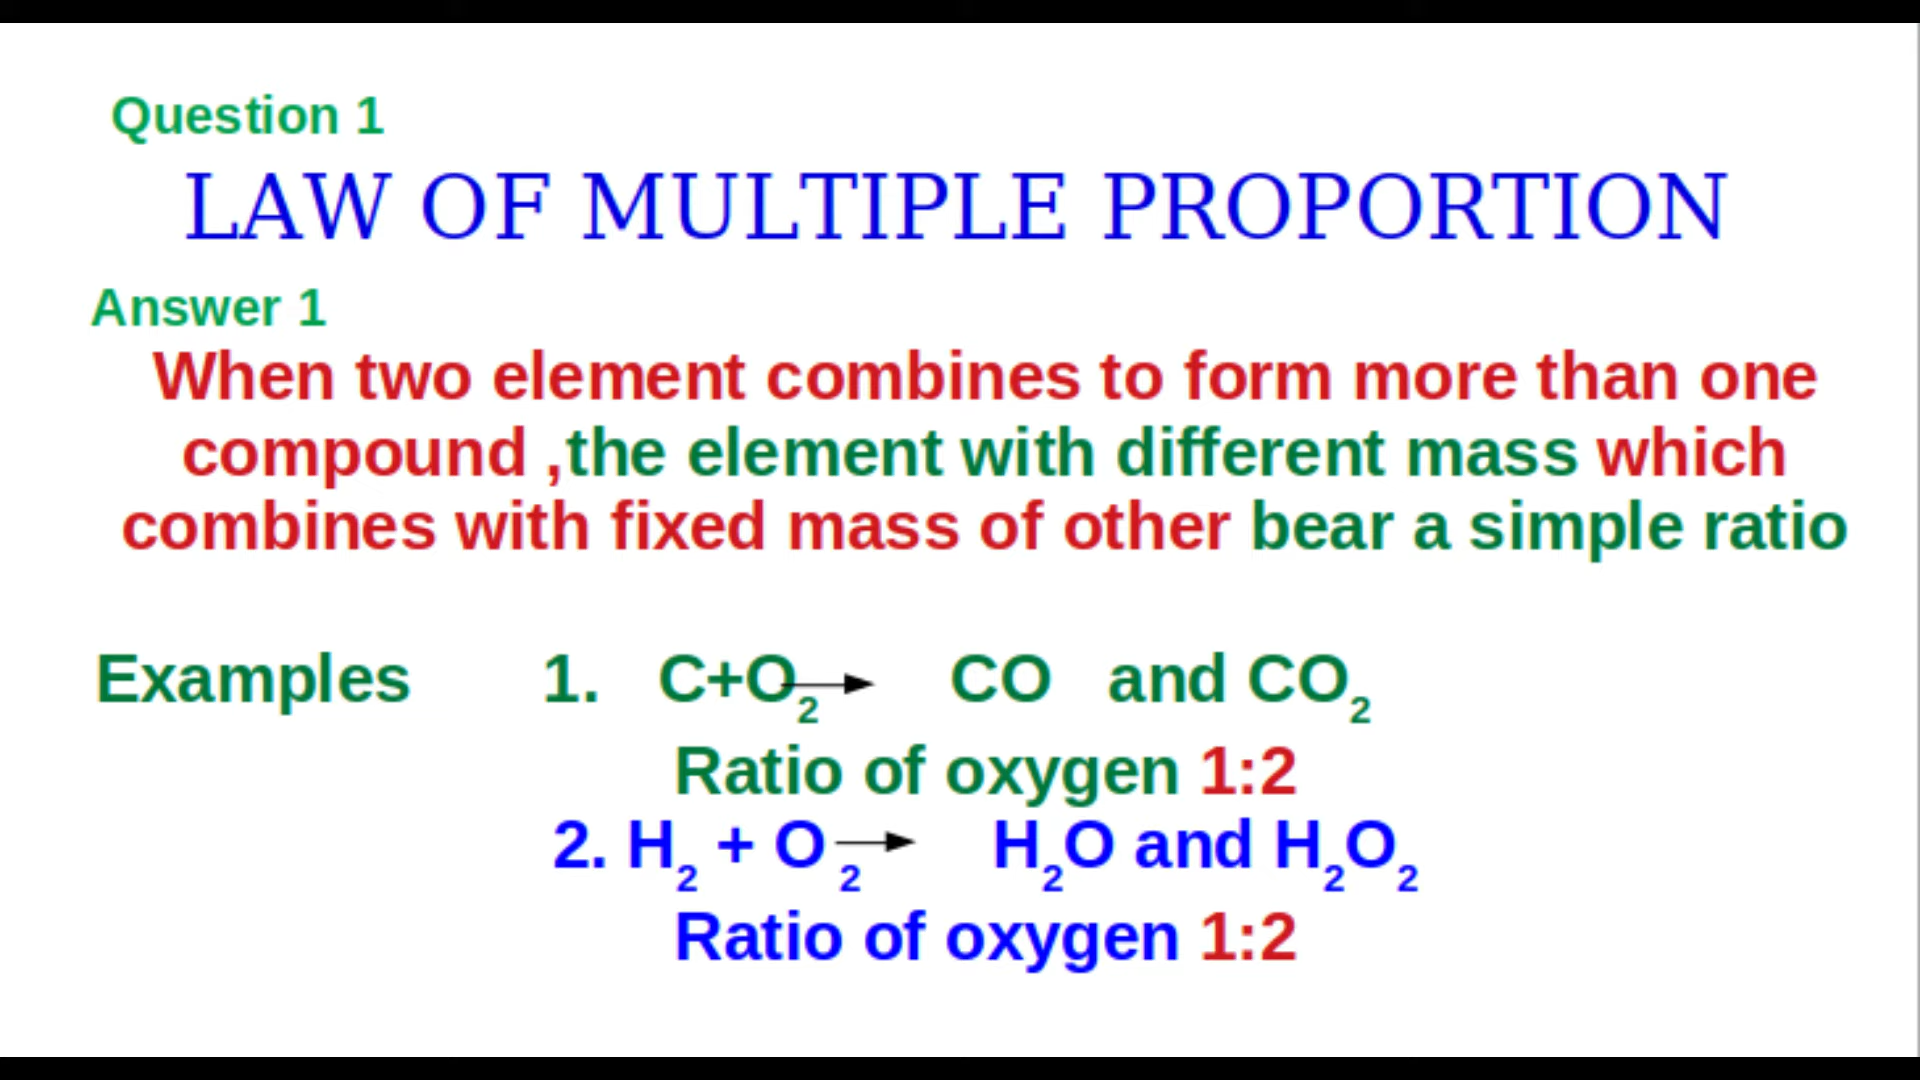 Question 1
LAW OF MULTIPLE PROPORTION
Answer 1
When two element combines to form more than one
compound ,the element with different mass which
combines with fixed mass of other bear a simple ratio
Examples 1. C+O₂→ CO and CO₂
Ratio of oxygen 1:2
2. H₂ + O₂→ H₂O and H₂O₂
Ratio of oxygen 1:2